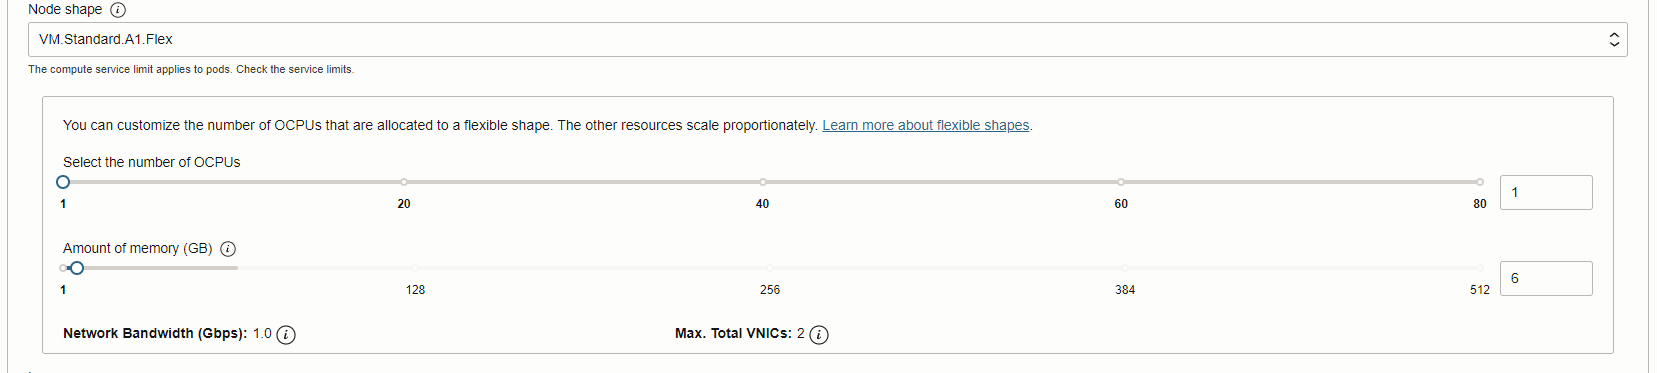 Node shape
VM.Standard.A1.Flex
The compute service limit applies to pods. Check the service limits.
You can customize the number of OCPUs that are allocated to a flexible shape. The other resources scale proportionately. Learn more about flexible shapes.
Select the number of OCPUs
1 20 40 60 80
1
Amount of memory (GB)
1 128 256 384 512
6
Network Bandwidth (Gbps): 1.0 Max. Total VNICs: 2